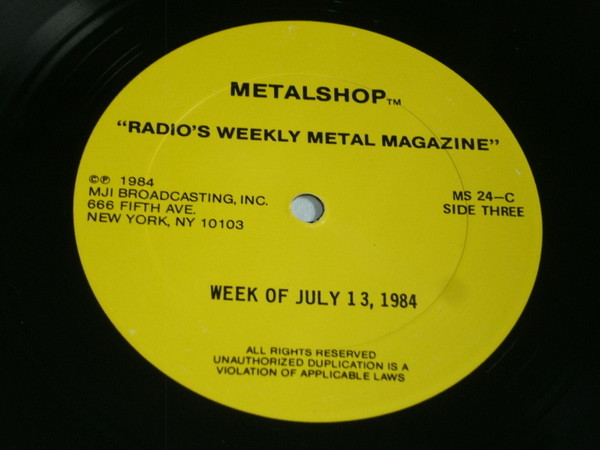 METALSHOP™
“RADIO'S WEEKLY METAL MAGAZINE”
©℗ 1984
MJI BROADCASTING, INC.
666 FIFTH AVE.
NEW YORK, NY 10103
MS 24–C
SIDE THREE
WEEK OF JULY 13, 1984
ALL RIGHTS RESERVED
UNAUTHORIZED DUPLICATION IS A
VIOLATION OF APPLICABLE LAWS